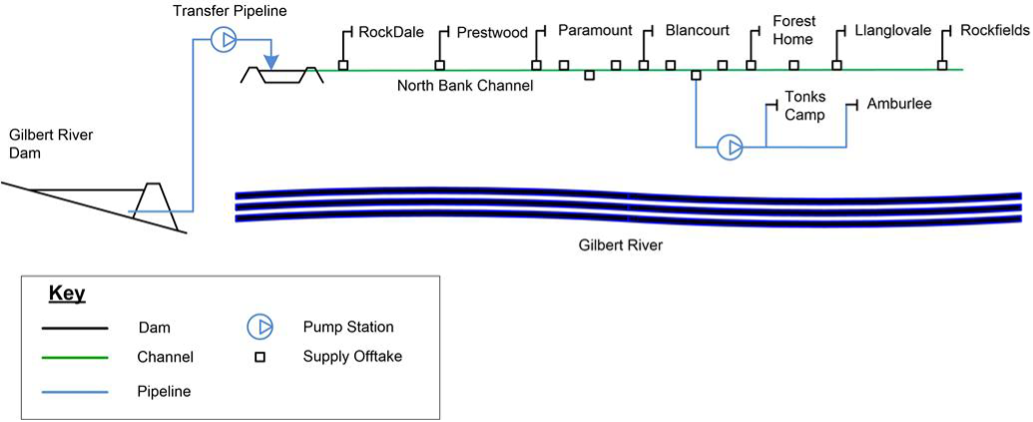 Transfer Pipeline
RockDale
Prestwood
Paramount
Blancourt
Forest
Home
Llanglovale
Rockfields
North Bank Channel
Tonks
Camp
Amburlee
Gilbert River
Dam
Gilbert River
Key
Dam
Pump Station
Channel
Supply Offtake
Pipeline